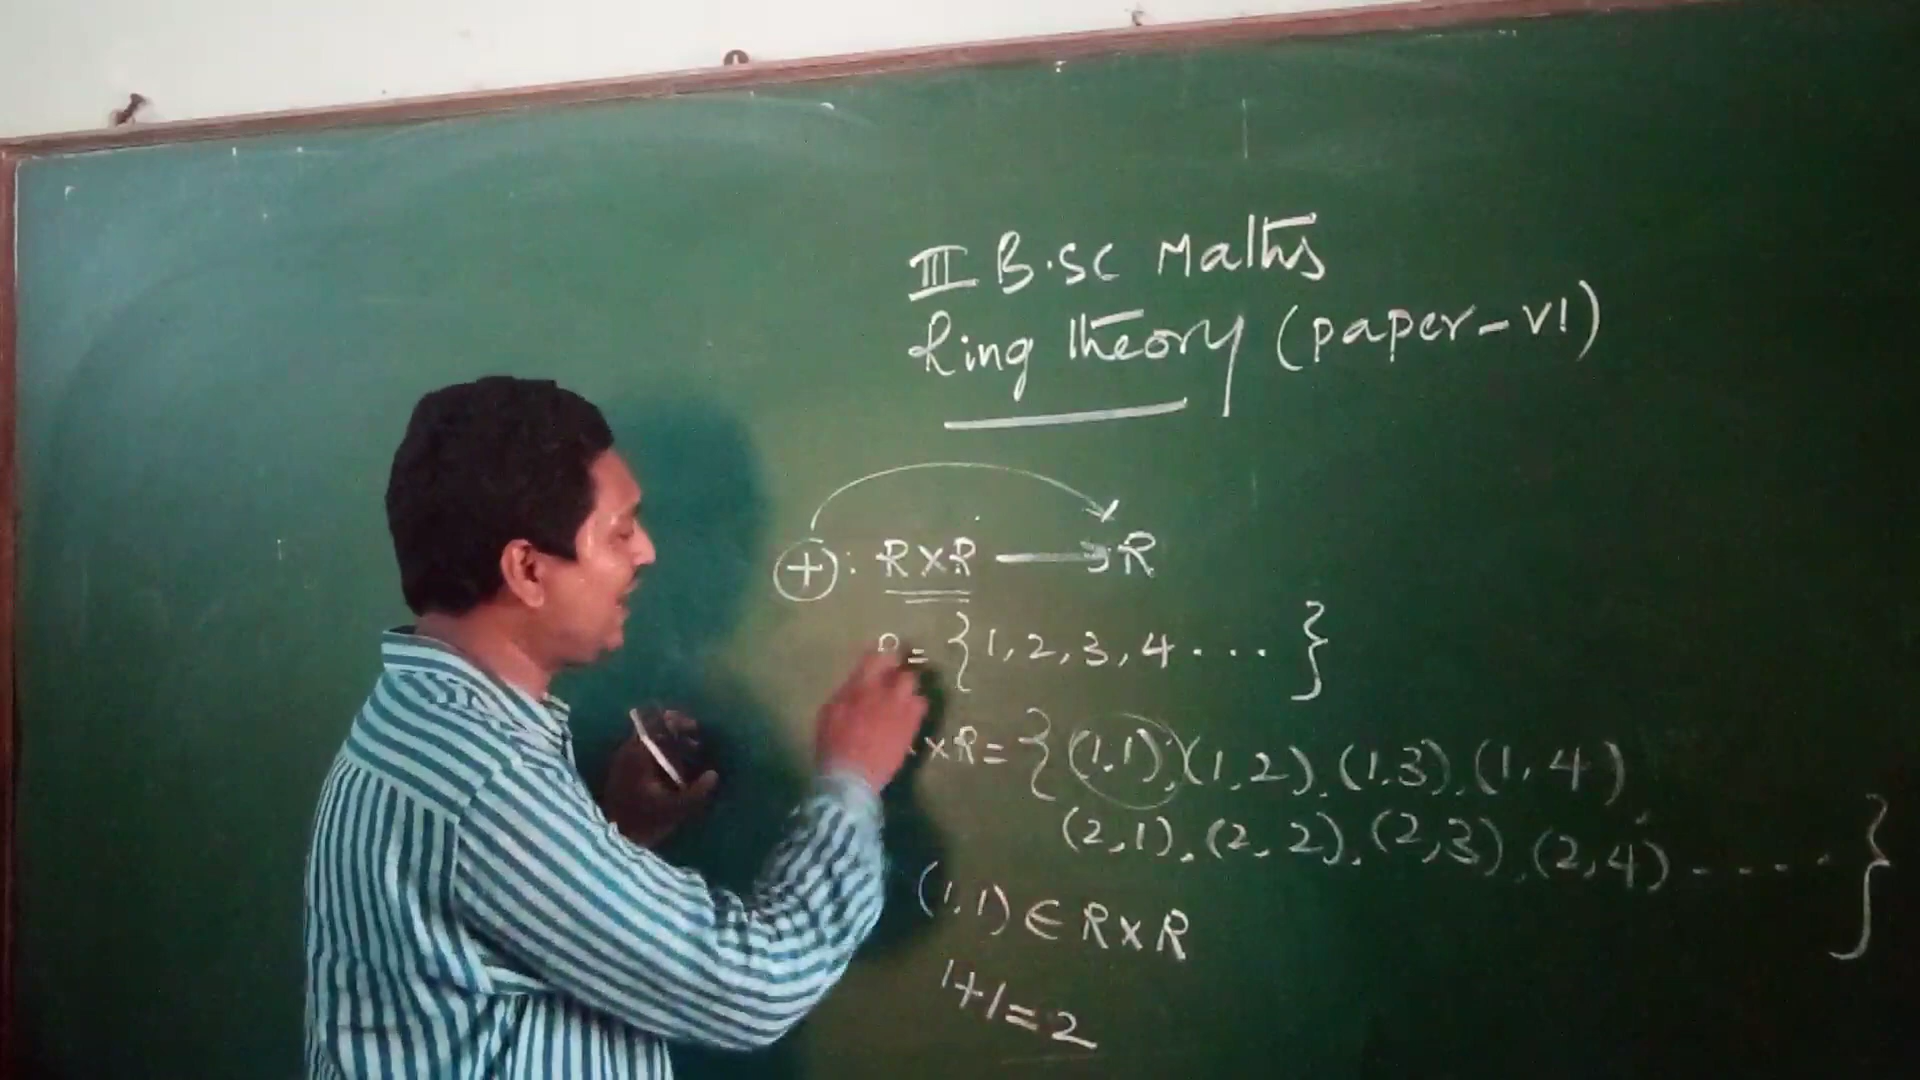 III B.SC Maths
Ring theory (paper-VI)
+ : R×R → R
R = {1, 2, 3, 4 . . . }
×R = {(1,1), (1,2), (1,3), (1,4)
(2,1), (2,2), (2,3), (2,4) - - - - }
(1,1) ∈ R×R
1+1=2